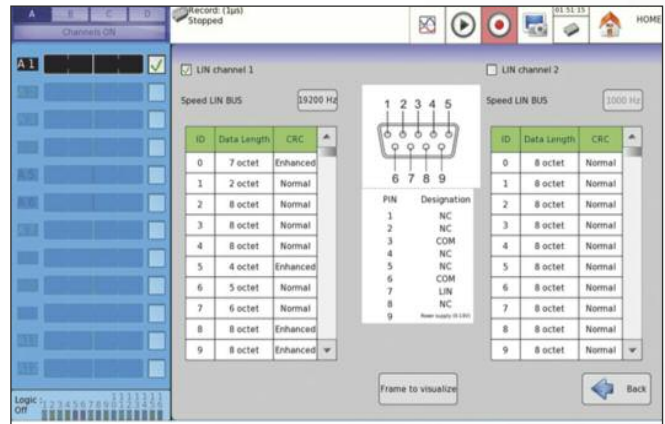 A B C D
Channels ON
Record: (1µs)
Stopped
01 51 15
HOME
A1
LIN channel 1
Speed LIN BUS
19200 Hz
ID Data Length CRC
0 7 octet Enhanced
1 2 octet Normal
2 8 octet Normal
3 8 octet Normal
4 8 octet Normal
5 4 octet Enhanced
6 5 octet Normal
7 6 octet Normal
8 8 octet Enhanced
9 8 octet Enhanced
1 2 3 4 5
6 7 8 9
PIN Designation
1 NC
2 NC
3 COM
4 NC
5 NC
6 COM
7 LIN
8 NC
9
Frame to visualize
LIN channel 2
Speed LIN BUS
1000 Hz
ID Data Length CRC
0 8 octet Normal
1 8 octet Normal
2 8 octet Normal
3 8 octet Normal
4 8 octet Normal
5 8 octet Normal
6 8 octet Normal
7 8 octet Normal
8 8 octet Normal
9 8 octet Normal
Back
Logic :
Off